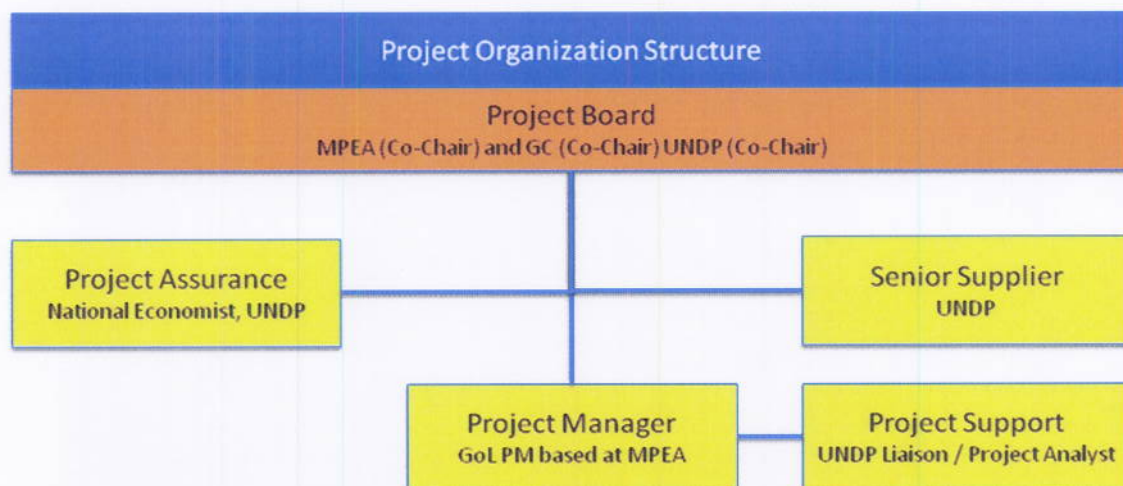 Project Organization Structure
Project Board
MPEA (Co-Chair) and GC (Co-Chair) UNDP (Co-Chair)
Project Assurance
National Economist, UNDP
Senior Supplier
UNDP
Project Manager
GoL PM based at MPEA
Project Support
UNDP Liaison / Project Analyst